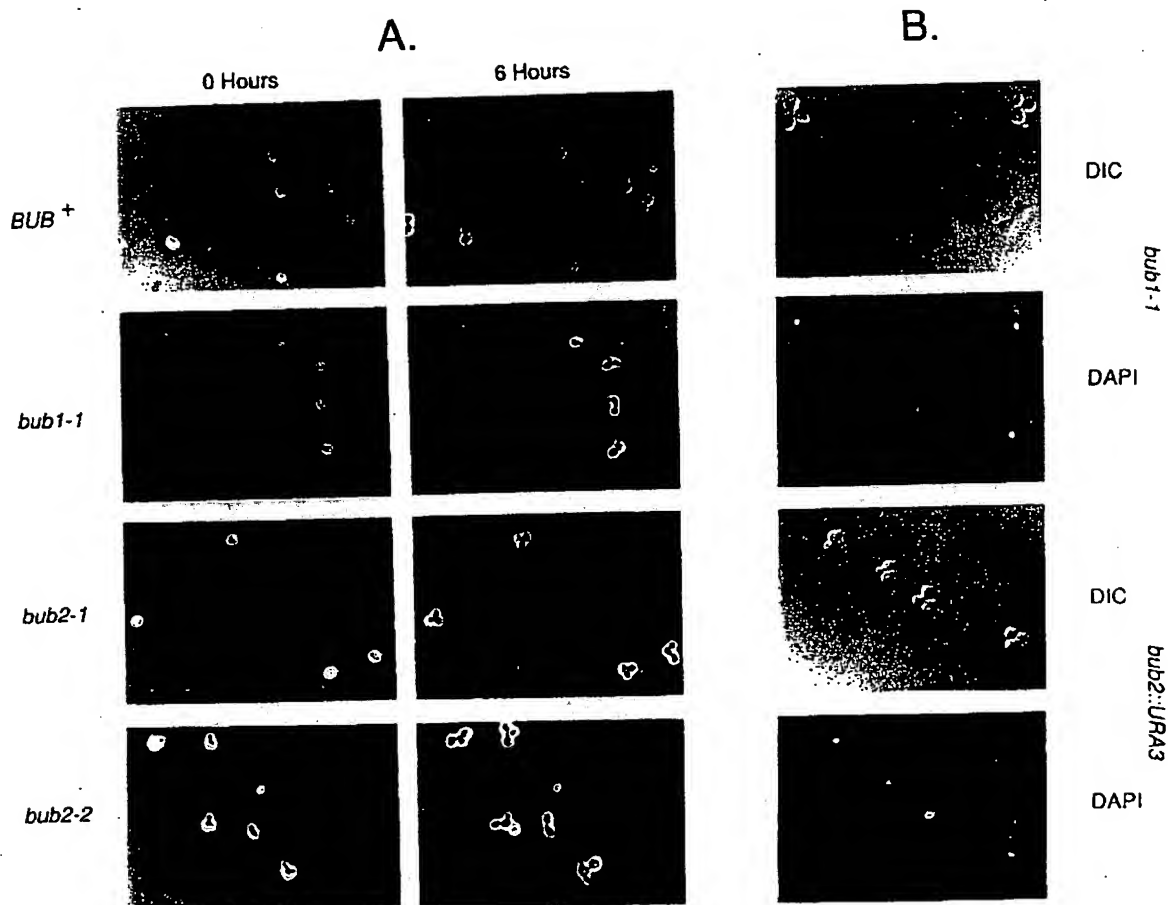 A.
B.
0 Hours
6 Hours
BUB +
bub1-1
bub2-1
bub2-2
DIC
DAPI
bub1-1
DIC
DAPI
bub2::URA3